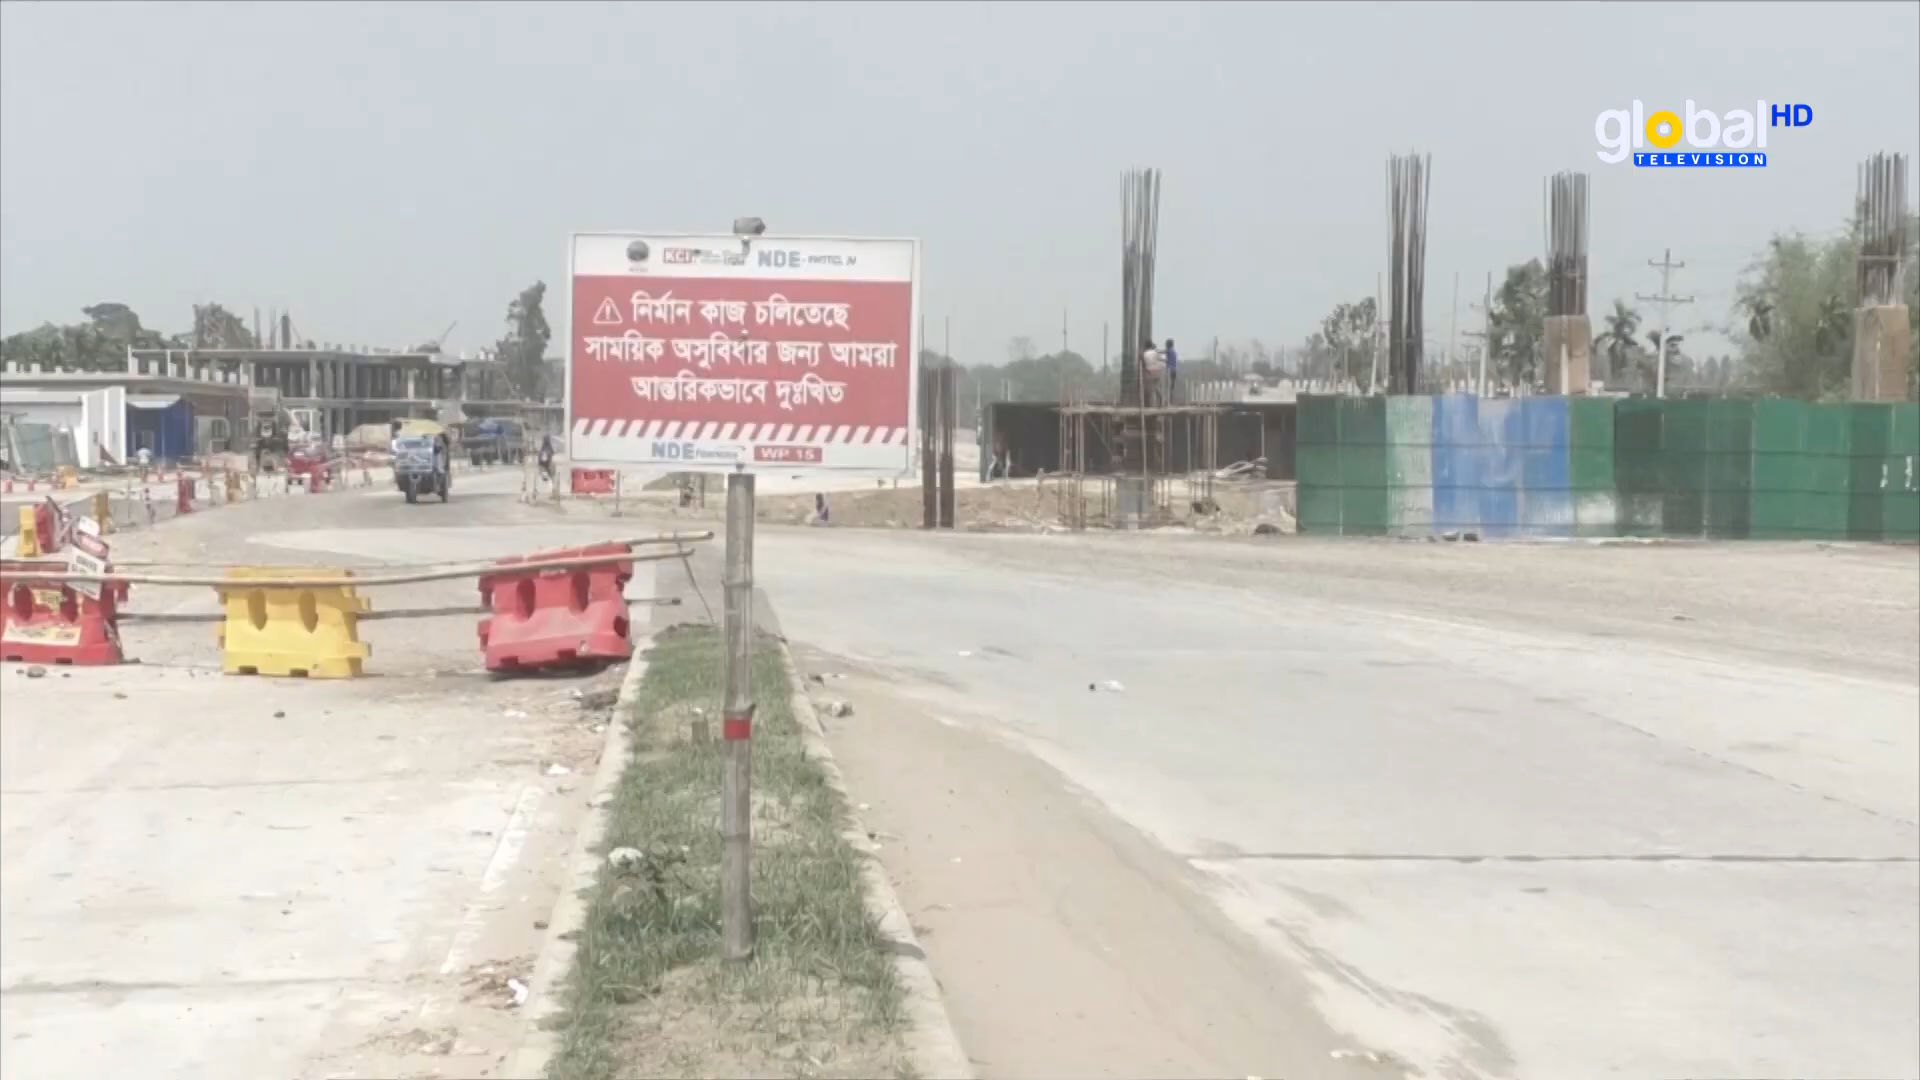 global HD
TELEVISION
KCI NDE
⚠ নির্মান কাজ চলিতেছে
সাময়িক অসুবিধার জন্য আমরা
আন্তরিকভাবে দুঃখিত
NDE WP 15